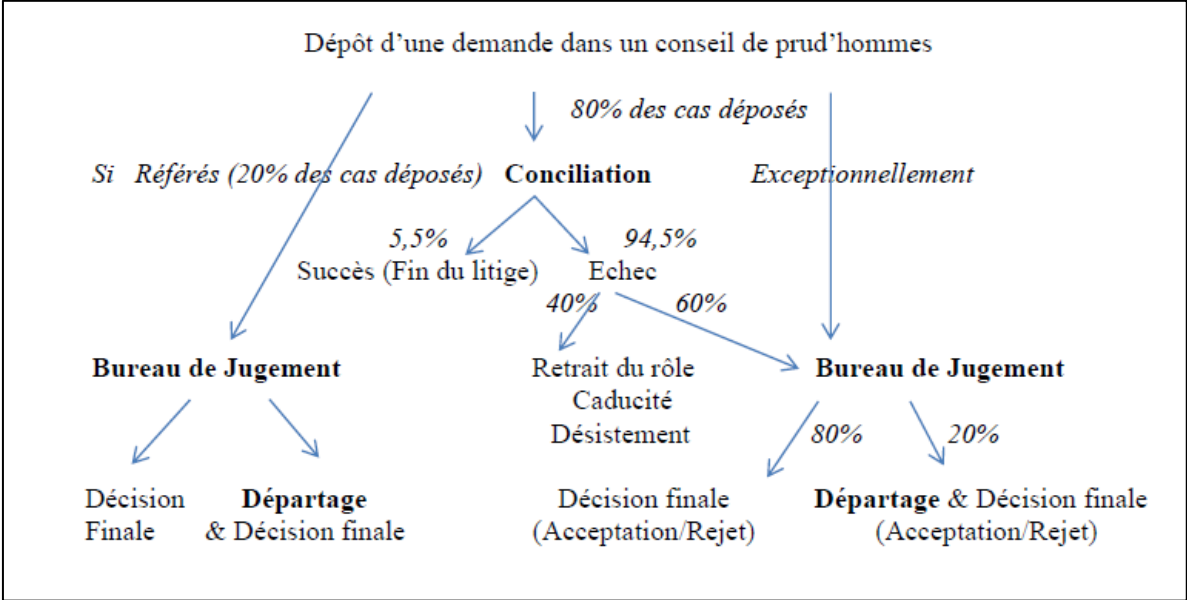 Dépôt d'une demande dans un conseil de prud'hommes
80% des cas déposés
Si Référés (20% des cas déposés) Conciliation Exceptionnellement
5,5% 94,5%
Succès (Fin du litige) Echec
40% 60%
Bureau de Jugement Retrait du rôle Bureau de Jugement
Caducité
Désistement 80% 20%
Décision Départage Décision finale Départage & Décision finale
Finale & Décision finale (Acceptation/Rejet) (Acceptation/Rejet)